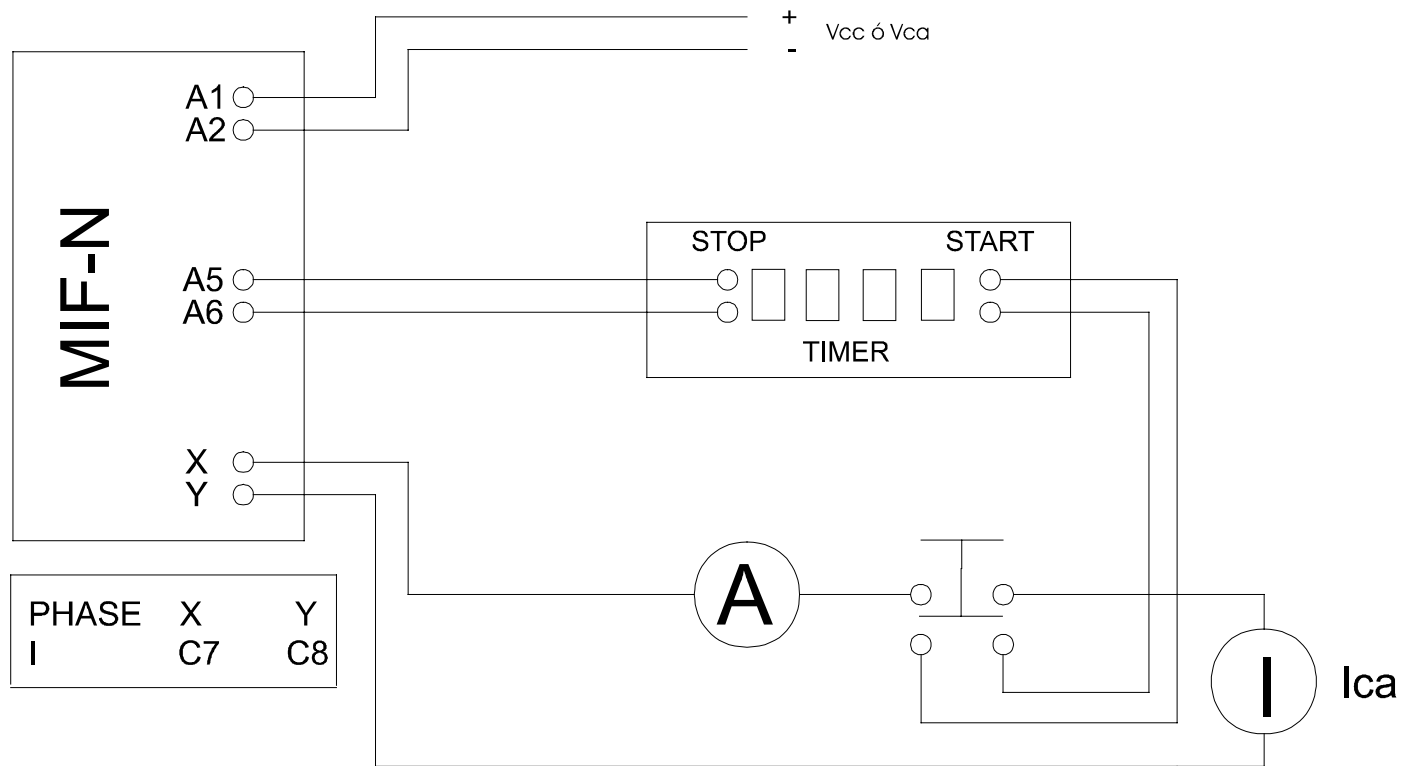 +
Vcc ó Vca
-
A1
A2
MIF-N
STOP START
A5
A6
TIMER
X
Y
A
PHASE X Y
I C7 C8
I
Ica